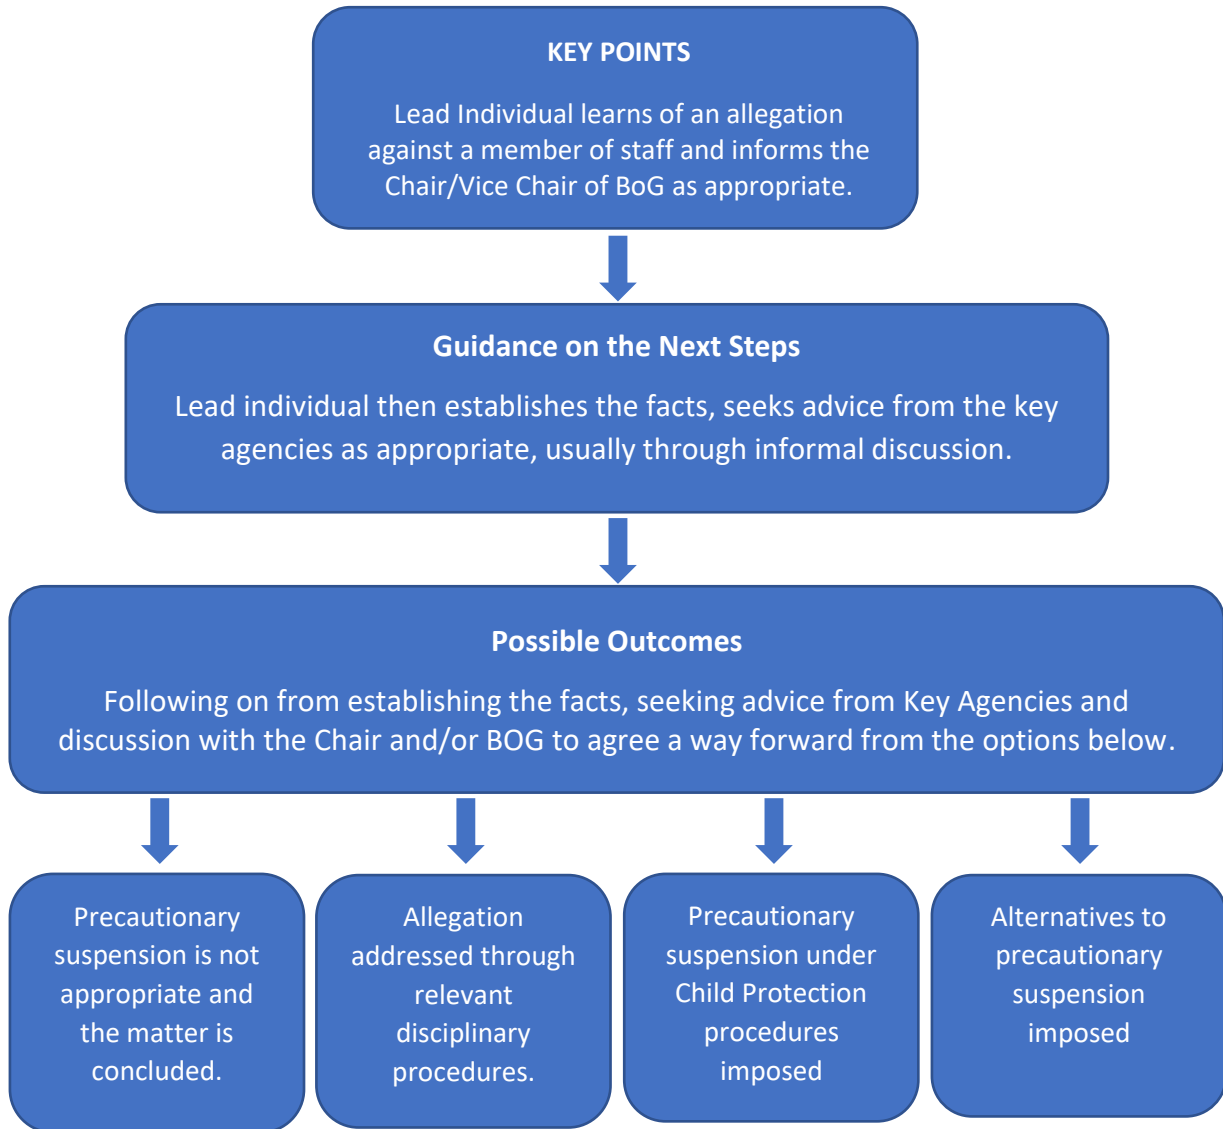 KEY POINTS
Lead Individual learns of an allegation
against a member of staff and informs the
Chair/Vice Chair of BoG as appropriate.
Guidance on the Next Steps
Lead individual then establishes the facts, seeks advice from the key
agencies as appropriate, usually through informal discussion.
Possible Outcomes
Following on from establishing the facts, seeking advice from Key Agencies and
discussion with the Chair and/or BOG to agree a way forward from the options below.
Precautionary
suspension is not
appropriate and
the matter is
concluded.
Allegation
addressed through
relevant
disciplinary
procedures.
Precautionary
suspension under
Child Protection
procedures
imposed
Alternatives to
precautionary
suspension
imposed